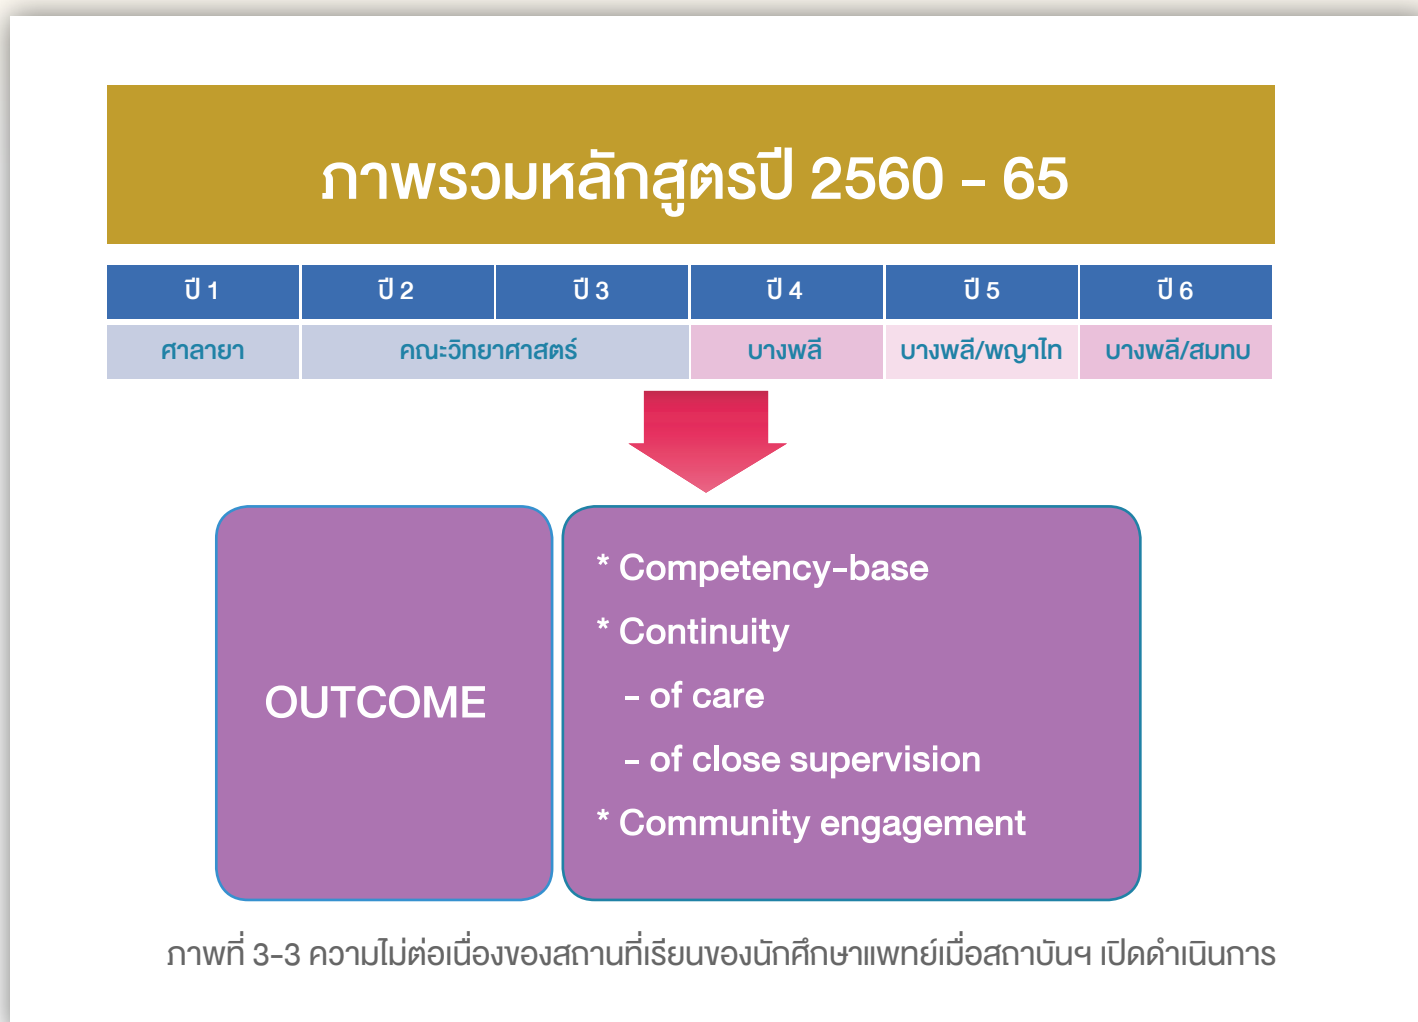 ภาพรวมหลักสูตรปี 2560 - 65
ปี 1 ปี 2 ปี 3 ปี 4 ปี 5 ปี 6
ศาลายา คณะวิทยาศาสตร์ บางพลี บางพลี/พญาไท บางพลี/สมทบ
OUTCOME
* Competency-base
* Continuity
- of care
- of close supervision
* Community engagement
ภาพที่ 3-3 ความไม่ต่อเนื่องของสถานที่เรียนของนักศึกษาแพทย์เมื่อสถาบันฯ เปิดดำเนินการ